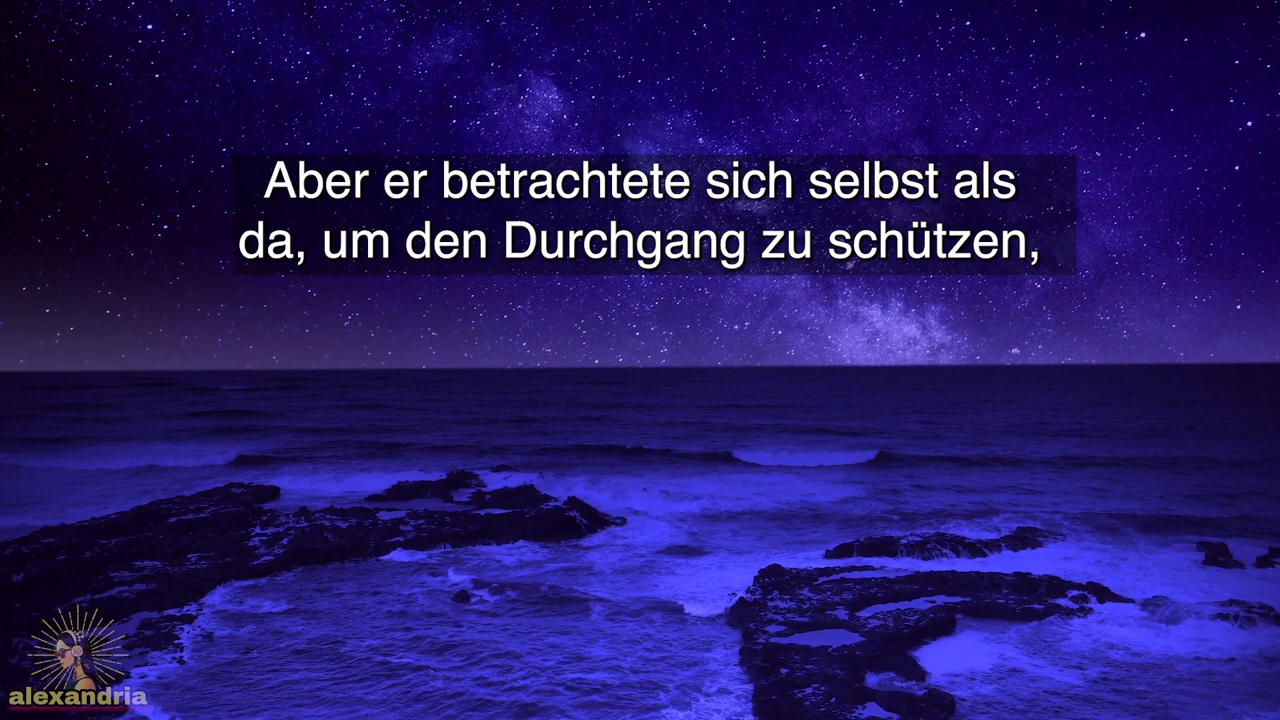 Aber er betrachtete sich selbst als
da, um den Durchgang zu schützen,
alexandria